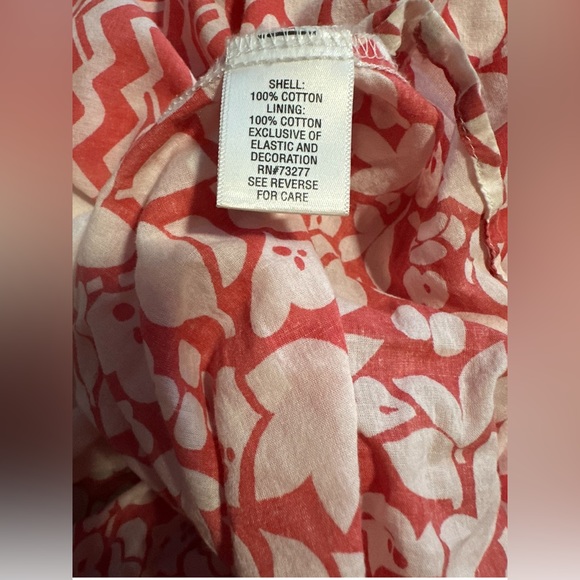 SHELL:
100% COTTON
LINING:
100% COTTON
EXCLUSIVE OF
ELASTIC AND
DECORATION
RN#73277
SEE REVERSE
FOR CARE